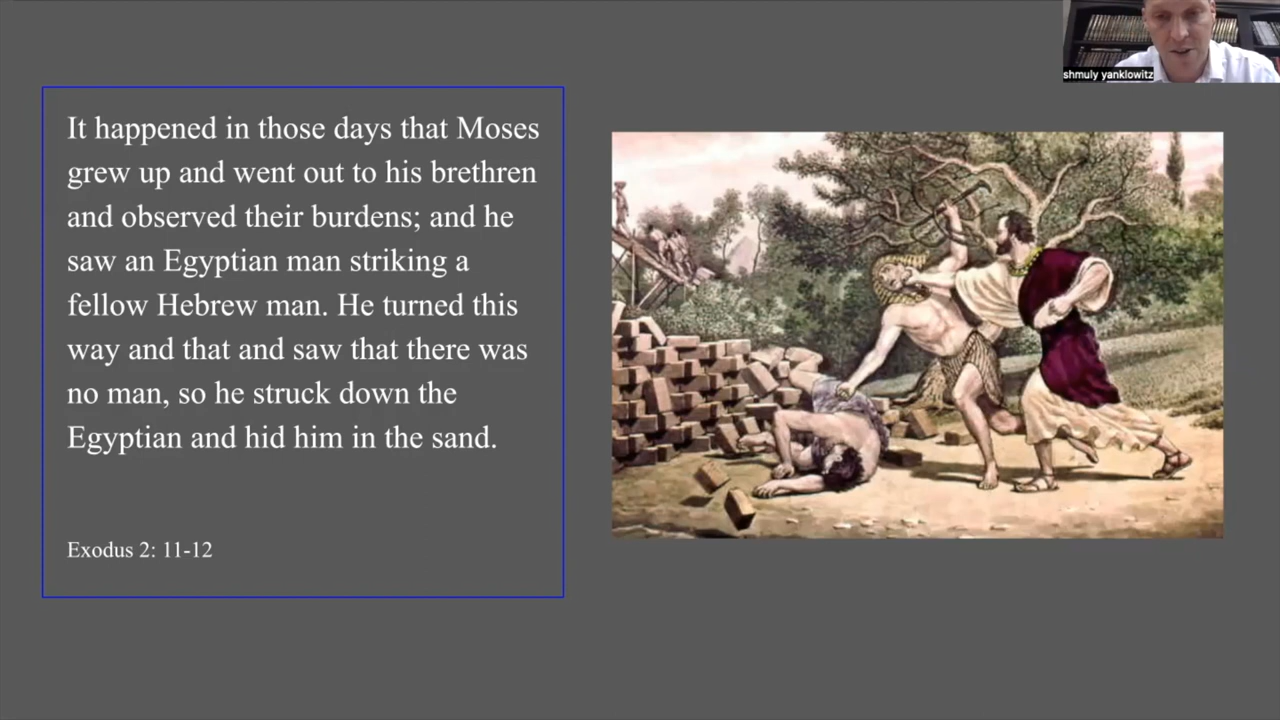 shmuly yanklowitz
It happened in those days that Moses
grew up and went out to his brethren
and observed their burdens; and he
saw an Egyptian man striking a
fellow Hebrew man. He turned this
way and that and saw that there was
no man, so he struck down the
Egyptian and hid him in the sand.
Exodus 2: 11-12